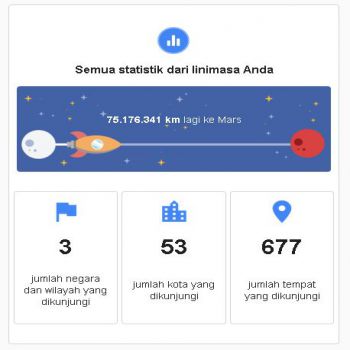 Semua statistik dari linimasa Anda
75.176.341 km lagi ke Mars
3
jumlah negara
dan wilayah yang
dikunjungi
53
jumlah kota yang
dikunjungi
677
jumlah tempat
yang dikunjungi